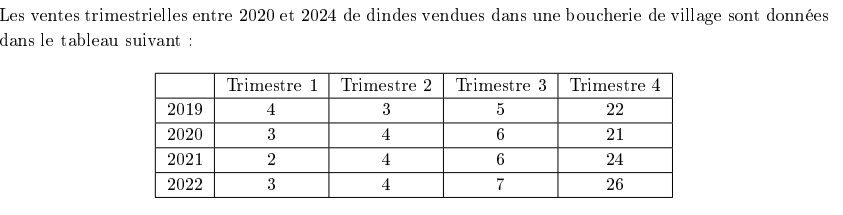 Les ventes trimestrielles entre 2020 et 2024 de dindes vendues dans une boucherie de village sont données
dans le tableau suivant :
Trimestre 1 Trimestre 2 Trimestre 3 Trimestre 4
2019 4 3 5 22
2020 3 4 6 21
2021 2 4 6 24
2022 3 4 7 26